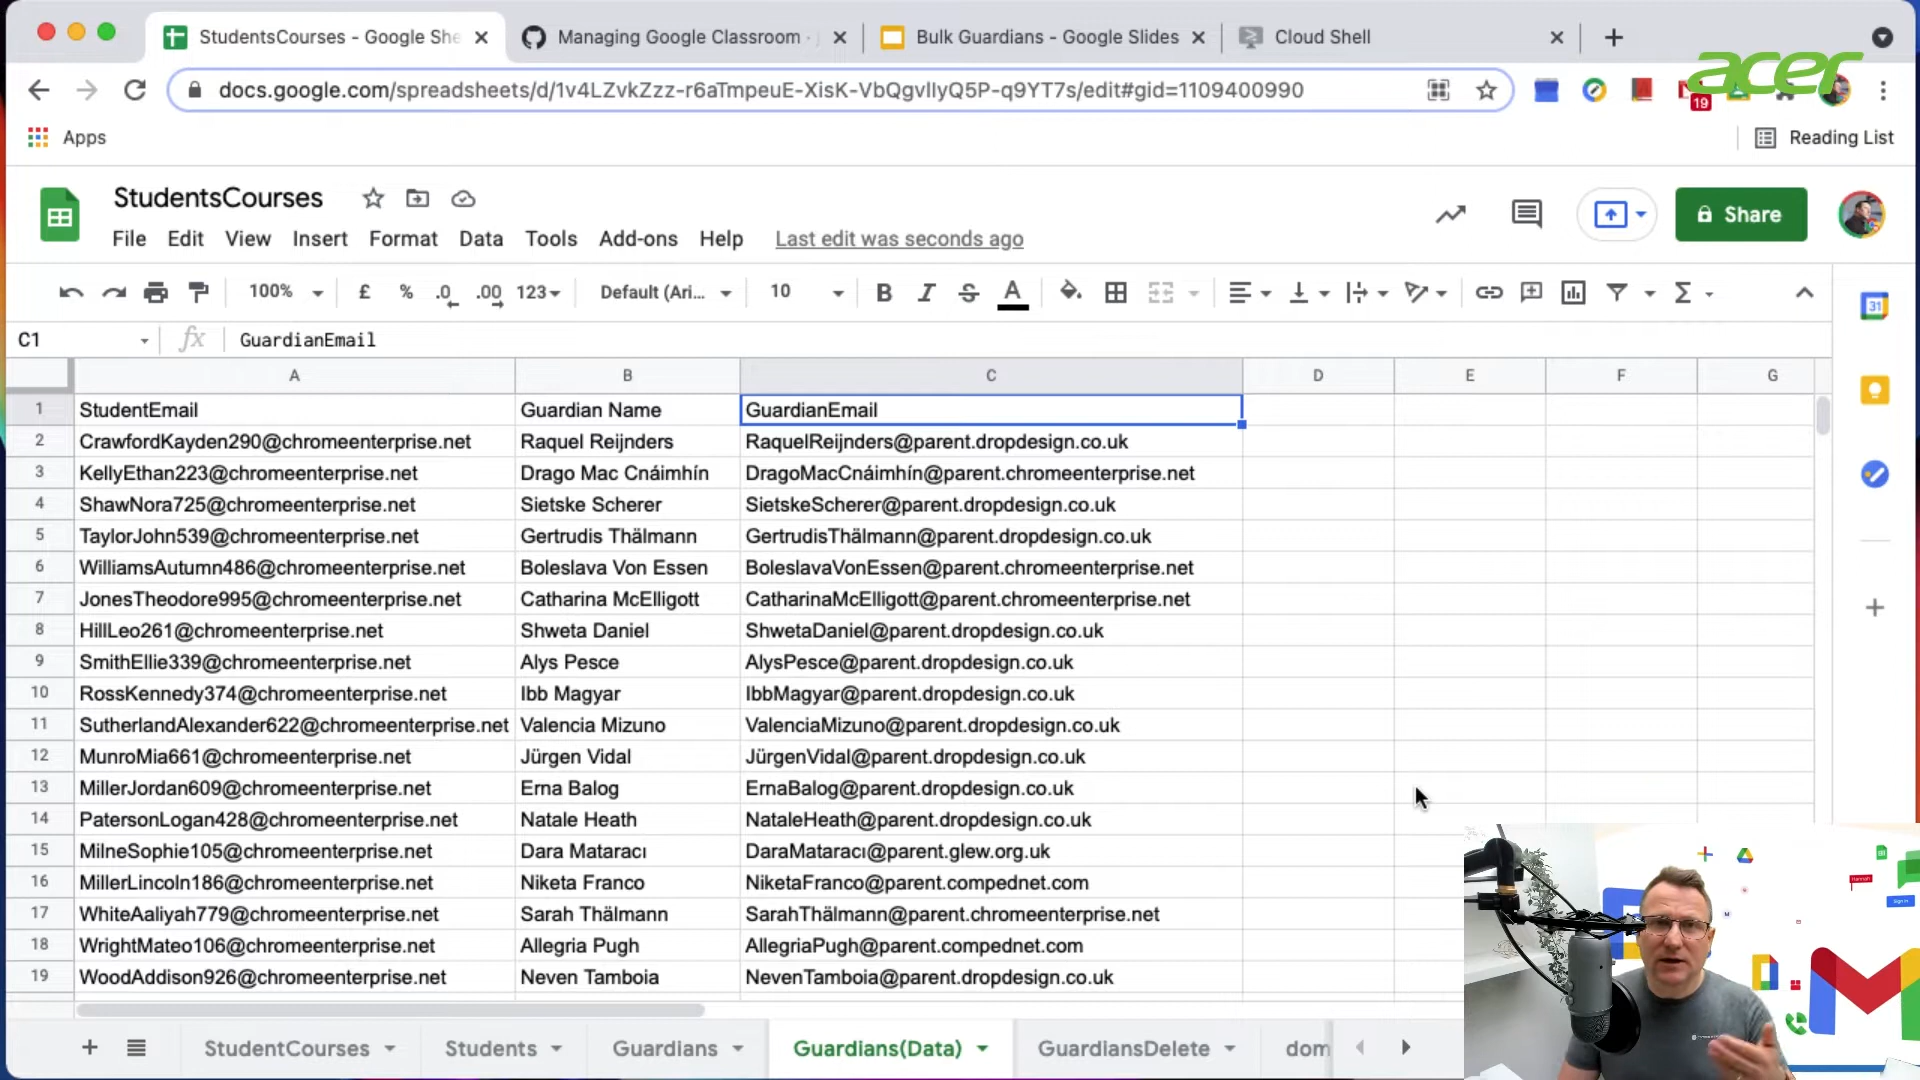 StudentsCourses - Google She
Managing Google Classroom ·
Bulk Guardians - Google Slides
Cloud Shell
acer
docs.google.com/spreadsheets/d/1v4LZvkZzz-r6aTmpeuE-XisK-VbQgvllyQ5P-q9YT7s/edit#gid=1109400990
19
Apps
Reading List
StudentsCourses
File Edit View Insert Format Data Tools Add-ons Help Last edit was seconds ago
Share
100% £ % .0 .00 123 Default (Ari... 10 B I S A Σ
31
C1 fx GuardianEmail
A B C D E F G
1 StudentEmail Guardian Name GuardianEmail
2 CrawfordKayden290@chromeenterprise.net Raquel Reijnders RaquelReijnders@parent.dropdesign.co.uk
3 KellyEthan223@chromeenterprise.net Drago Mac Cnáimhín DragoMacCnáimhín@parent.chromeenterprise.net
4 ShawNora725@chromeenterprise.net Sietske Scherer SietskeScherer@parent.dropdesign.co.uk
5 TaylorJohn539@chromeenterprise.net Gertrudis Thälmann GertrudisThälmann@parent.dropdesign.co.uk
6 WilliamsAutumn486@chromeenterprise.net Boleslava Von Essen BoleslavaVonEssen@parent.chromeenterprise.net
7 JonesTheodore995@chromeenterprise.net Catharina McElligott CatharinaMcElligott@parent.chromeenterprise.net
8 HillLeo261@chromeenterprise.net Shweta Daniel ShwetaDaniel@parent.dropdesign.co.uk
9 SmithEllie339@chromeenterprise.net Alys Pesce AlysPesce@parent.dropdesign.co.uk
10 RossKennedy374@chromeenterprise.net Ibb Magyar IbbMagyar@parent.dropdesign.co.uk
11 SutherlandAlexander622@chromeenterprise.net Valencia Mizuno ValenciaMizuno@parent.dropdesign.co.uk
12 MunroMia661@chromeenterprise.net Jürgen Vidal JürgenVidal@parent.dropdesign.co.uk
13 MillerJordan609@chromeenterprise.net Erna Balog ErnaBalog@parent.dropdesign.co.uk
14 PatersonLogan428@chromeenterprise.net Natale Heath NataleHeath@parent.dropdesign.co.uk
15 MilneSophie105@chromeenterprise.net Dara Mataracı DaraMataracı@parent.glew.org.uk
16 MillerLincoln186@chromeenterprise.net Niketa Franco NiketaFranco@parent.compednet.com
17 WhiteAaliyah779@chromeenterprise.net Sarah Thälmann SarahThälmann@parent.chromeenterprise.net
18 WrightMateo106@chromeenterprise.net Allegria Pugh AllegriaPugh@parent.compednet.com
19 WoodAddison926@chromeenterprise.net Neven Tamboia NevenTamboia@parent.dropdesign.co.uk
StudentCourses Students Guardians Guardians(Data) GuardiansDelete dom